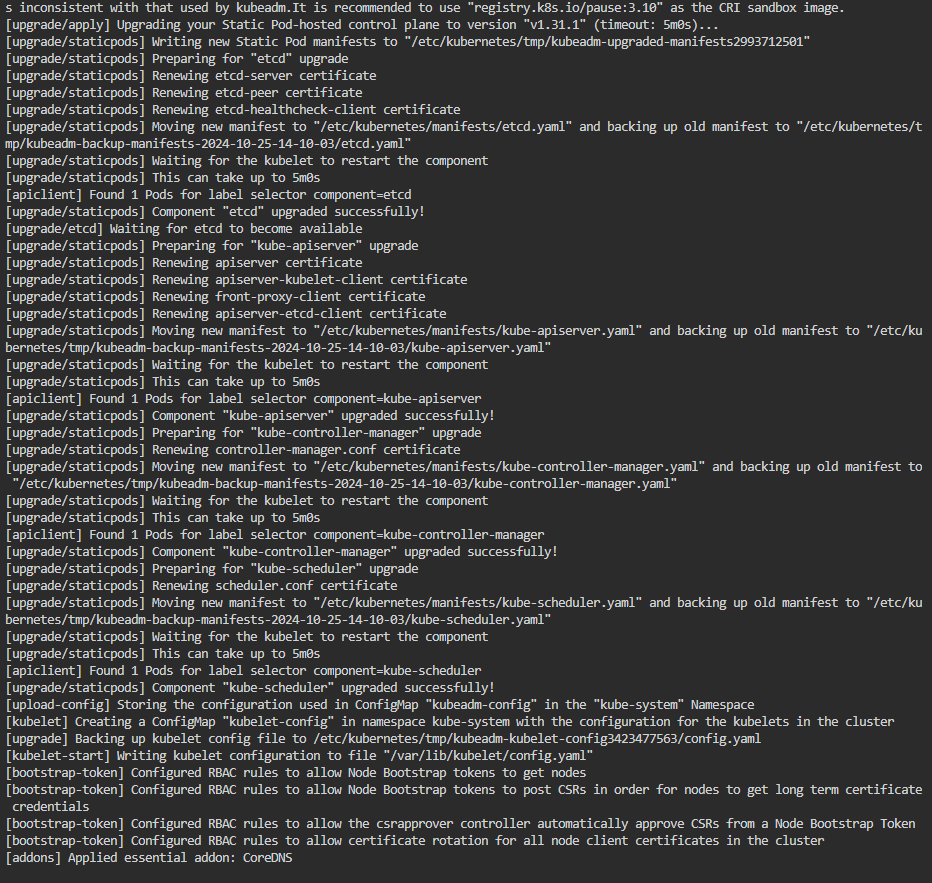 s inconsistent with that used by kubeadm.It is recommended to use "registry.k8s.io/pause:3.10" as the CRI sandbox image.
[upgrade/apply] Upgrading your Static Pod-hosted control plane to version "v1.31.1" (timeout: 5m0s)...
[upgrade/staticpods] Writing new Static Pod manifests to "/etc/kubernetes/tmp/kubeadm-upgraded-manifests2993712501"
[upgrade/staticpods] Preparing for "etcd" upgrade
[upgrade/staticpods] Renewing etcd-server certificate
[upgrade/staticpods] Renewing etcd-peer certificate
[upgrade/staticpods] Renewing etcd-healthcheck-client certificate
[upgrade/staticpods] Moving new manifest to "/etc/kubernetes/manifests/etcd.yaml" and backing up old manifest to "/etc/kubernetes/t
mp/kubeadm-backup-manifests-2024-10-25-14-10-03/etcd.yaml"
[upgrade/staticpods] Waiting for the kubelet to restart the component
[upgrade/staticpods] This can take up to 5m0s
[apiclient] Found 1 Pods for label selector component=etcd
[upgrade/staticpods] Component "etcd" upgraded successfully!
[upgrade/etcd] Waiting for etcd to become available
[upgrade/staticpods] Preparing for "kube-apiserver" upgrade
[upgrade/staticpods] Renewing apiserver certificate
[upgrade/staticpods] Renewing apiserver-kubelet-client certificate
[upgrade/staticpods] Renewing front-proxy-client certificate
[upgrade/staticpods] Renewing apiserver-etcd-client certificate
[upgrade/staticpods] Moving new manifest to "/etc/kubernetes/manifests/kube-apiserver.yaml" and backing up old manifest to "/etc/ku
bernetes/tmp/kubeadm-backup-manifests-2024-10-25-14-10-03/kube-apiserver.yaml"
[upgrade/staticpods] Waiting for the kubelet to restart the component
[upgrade/staticpods] This can take up to 5m0s
[apiclient] Found 1 Pods for label selector component=kube-apiserver
[upgrade/staticpods] Component "kube-apiserver" upgraded successfully!
[upgrade/staticpods] Preparing for "kube-controller-manager" upgrade
[upgrade/staticpods] Renewing controller-manager.conf certificate
[upgrade/staticpods] Moving new manifest to "/etc/kubernetes/manifests/kube-controller-manager.yaml" and backing up old manifest to
 "/etc/kubernetes/tmp/kubeadm-backup-manifests-2024-10-25-14-10-03/kube-controller-manager.yaml"
[upgrade/staticpods] Waiting for the kubelet to restart the component
[upgrade/staticpods] This can take up to 5m0s
[apiclient] Found 1 Pods for label selector component=kube-controller-manager
[upgrade/staticpods] Component "kube-controller-manager" upgraded successfully!
[upgrade/staticpods] Preparing for "kube-scheduler" upgrade
[upgrade/staticpods] Renewing scheduler.conf certificate
[upgrade/staticpods] Moving new manifest to "/etc/kubernetes/manifests/kube-scheduler.yaml" and backing up old manifest to "/etc/ku
bernetes/tmp/kubeadm-backup-manifests-2024-10-25-14-10-03/kube-scheduler.yaml"
[upgrade/staticpods] Waiting for the kubelet to restart the component
[upgrade/staticpods] This can take up to 5m0s
[apiclient] Found 1 Pods for label selector component=kube-scheduler
[upgrade/staticpods] Component "kube-scheduler" upgraded successfully!
[upload-config] Storing the configuration used in ConfigMap "kubeadm-config" in the "kube-system" Namespace
[kubelet] Creating a ConfigMap "kubelet-config" in namespace kube-system with the configuration for the kubelets in the cluster
[upgrade] Backing up kubelet config file to /etc/kubernetes/tmp/kubeadm-kubelet-config3423477563/config.yaml
[kubelet-start] Writing kubelet configuration to file "/var/lib/kubelet/config.yaml"
[bootstrap-token] Configured RBAC rules to allow Node Bootstrap tokens to get nodes
[bootstrap-token] Configured RBAC rules to allow Node Bootstrap tokens to post CSRs in order for nodes to get long term certificate
 credentials
[bootstrap-token] Configured RBAC rules to allow the csrapprover controller automatically approve CSRs from a Node Bootstrap Token
[bootstrap-token] Configured RBAC rules to allow certificate rotation for all node client certificates in the cluster
[addons] Applied essential addon: CoreDNS